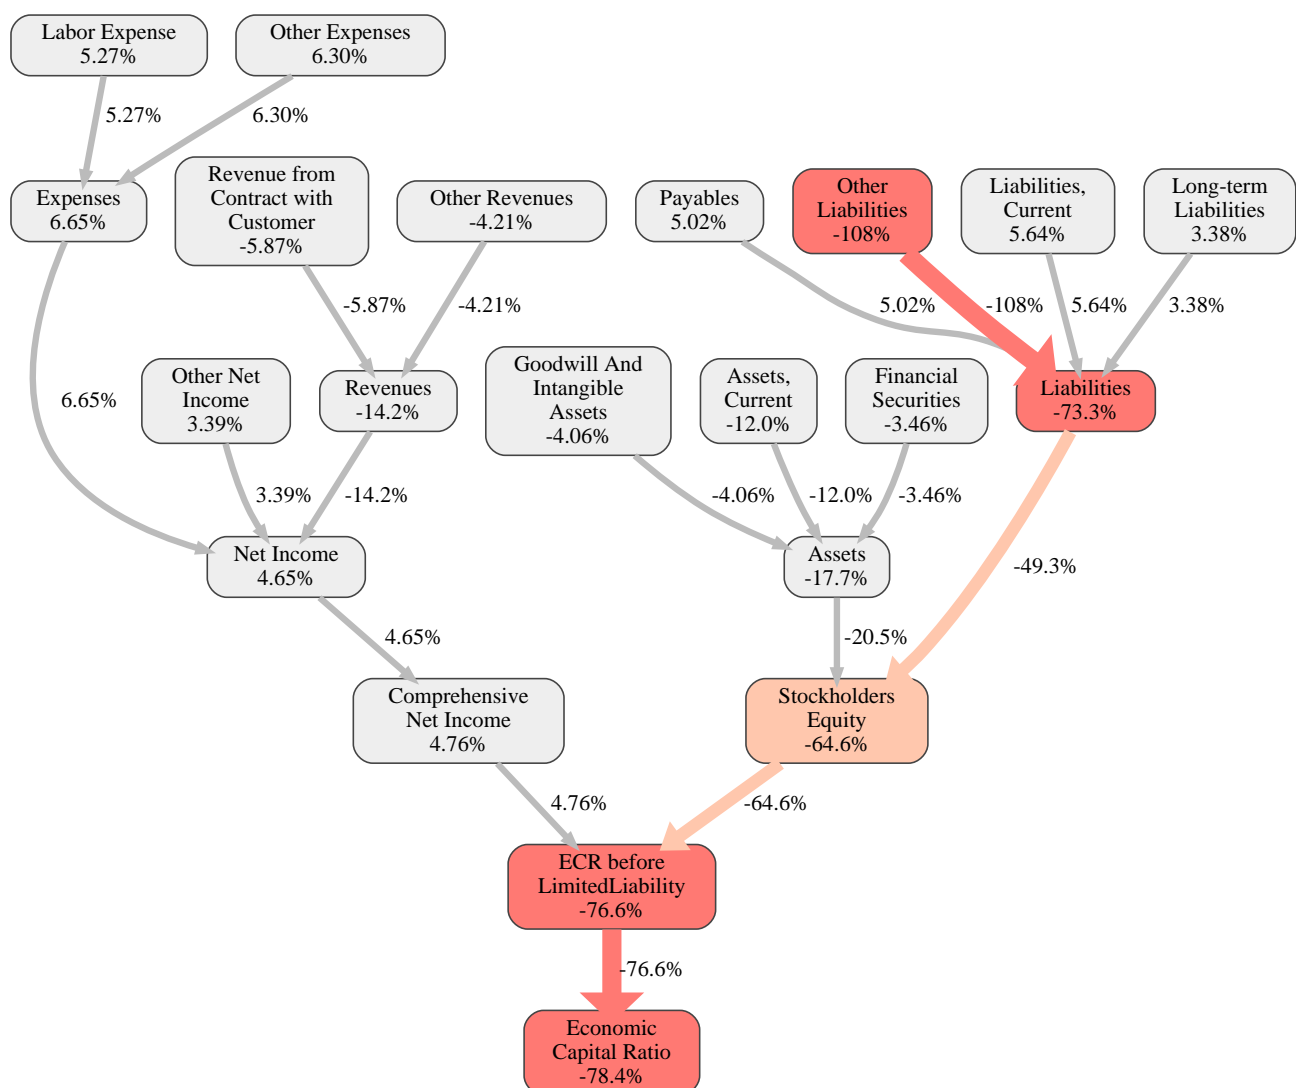 Labor Expense
5.27%
Other Expenses
6.30%
5.27%
6.30%
Expenses
6.65%
Revenue from
Contract with
Customer
-5.87%
Other Revenues
-4.21%
Payables
5.02%
Other
Liabilities
-108%
Liabilities,
Current
5.64%
Long-term
Liabilities
3.38%
-5.87%
-4.21%
5.02%
-108%
5.64%
3.38%
6.65%
Other Net
Income
3.39%
Revenues
-14.2%
Goodwill And
Intangible
Assets
-4.06%
Assets,
Current
-12.0%
Financial
Securities
-3.46%
Liabilities
-73.3%
3.39%
-14.2%
-4.06%
-12.0%
-3.46%
-49.3%
Net Income
4.65%
Assets
-17.7%
4.65%
-20.5%
Comprehensive
Net Income
4.76%
Stockholders
Equity
-64.6%
4.76%
-64.6%
ECR before
LimitedLiability
-76.6%
-76.6%
Economic
Capital Ratio
-78.4%